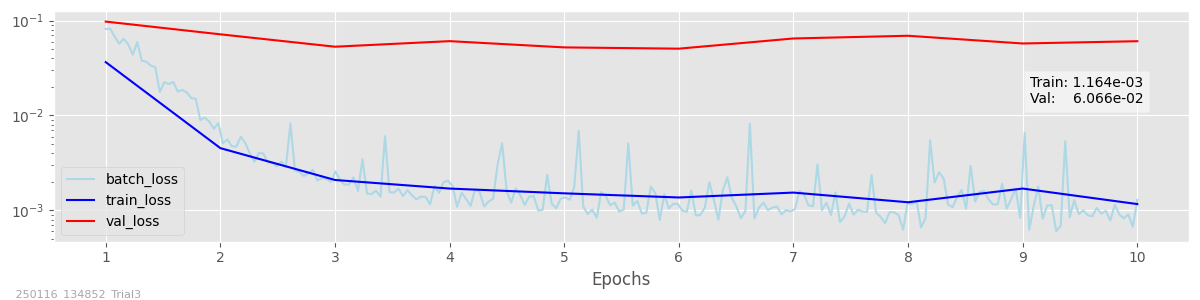 10⁻¹
10⁻²
10⁻³
Train: 1.164e-03
Val: 6.066e-02
batch_loss
train_loss
val_loss
1 2 3 4 5 6 7 8 9 10
Epochs
250116_134852_Trial3